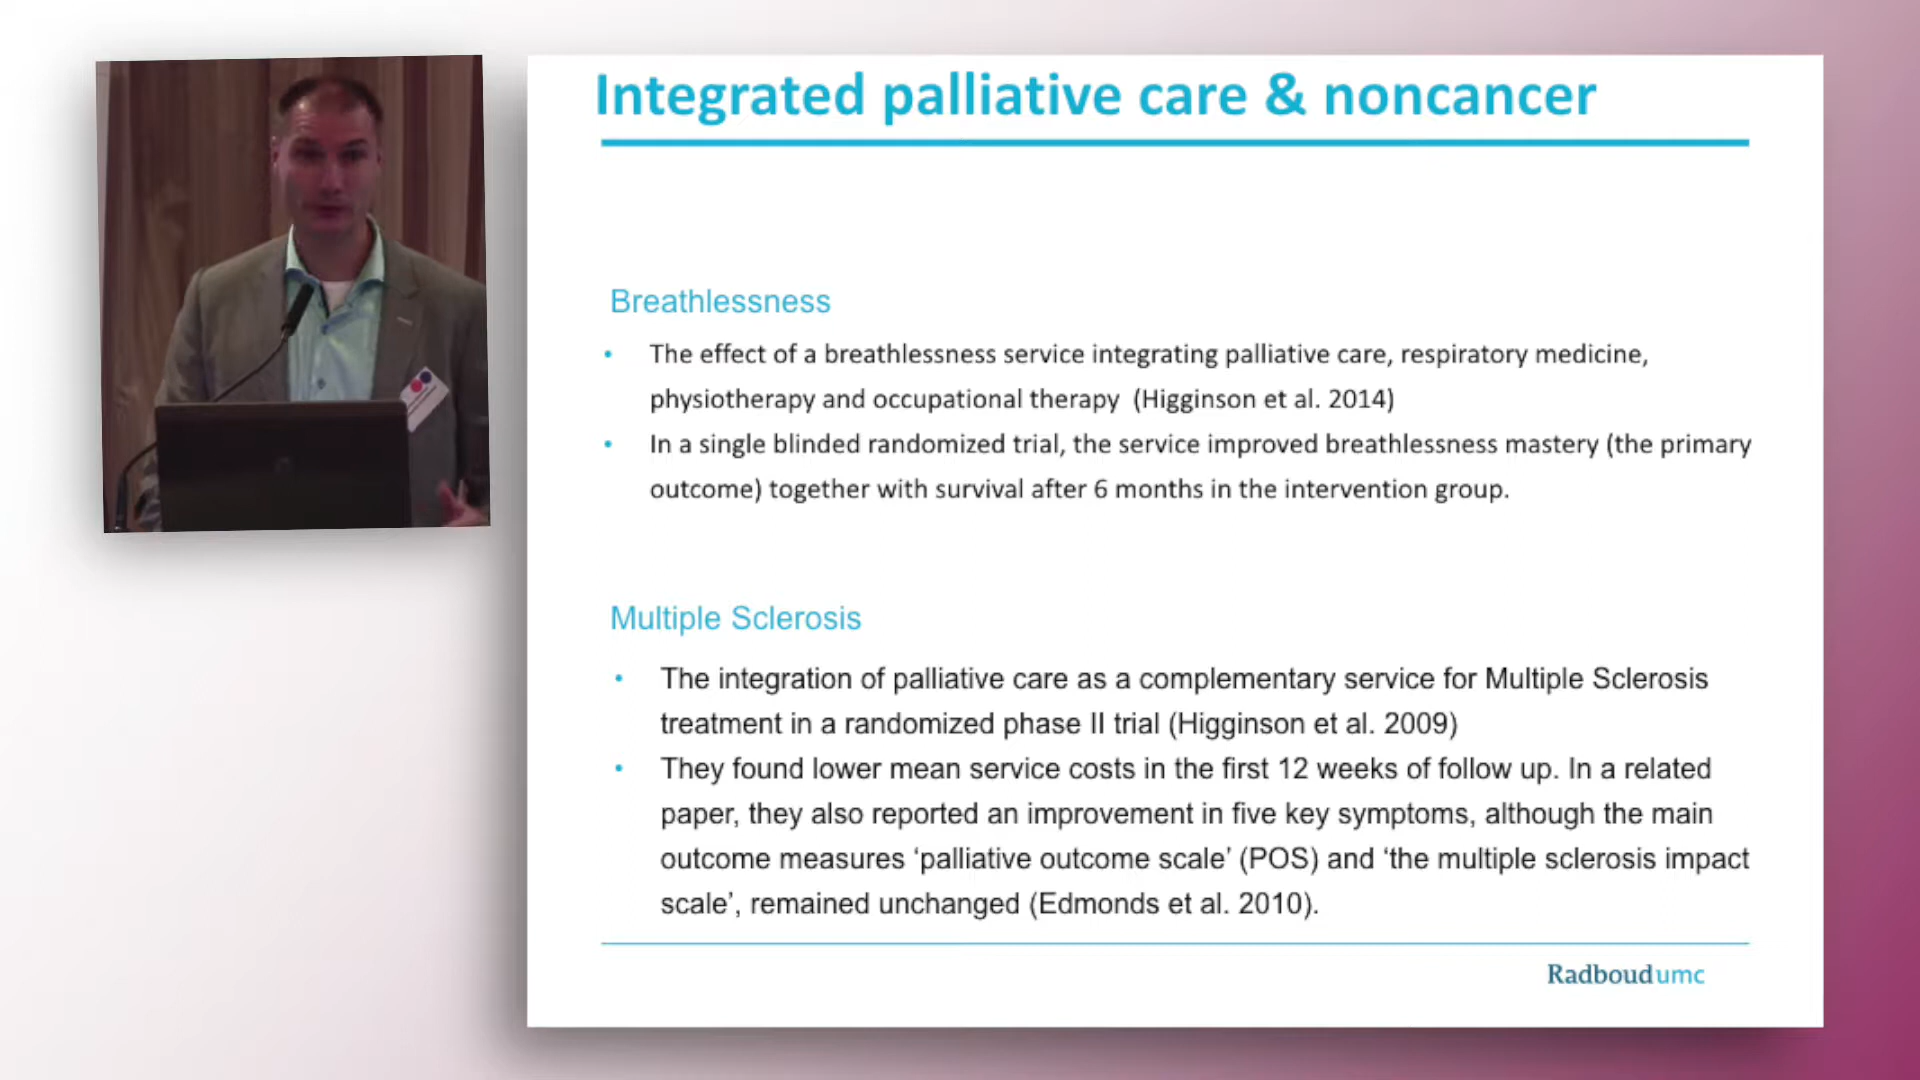 Integrated palliative care & noncancer
Breathlessness
• The effect of a breathlessness service integrating palliative care, respiratory medicine,
physiotherapy and occupational therapy (Higginson et al. 2014)
• In a single blinded randomized trial, the service improved breathlessness mastery (the primary
outcome) together with survival after 6 months in the intervention group.
Multiple Sclerosis
• The integration of palliative care as a complementary service for Multiple Sclerosis
treatment in a randomized phase II trial (Higginson et al. 2009)
• They found lower mean service costs in the first 12 weeks of follow up. In a related
paper, they also reported an improvement in five key symptoms, although the main
outcome measures ‘palliative outcome scale’ (POS) and ‘the multiple sclerosis impact
scale’, remained unchanged (Edmonds et al. 2010).
Radboudumc